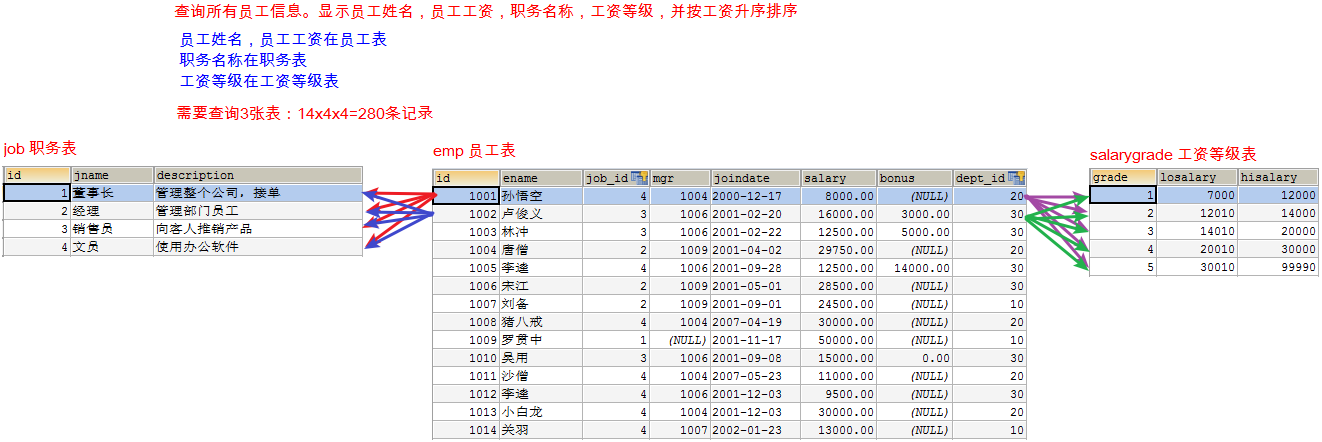 查询所有员工信息。显示员工姓名，员工工资，职务名称，工资等级，并按工资升序排序
员工姓名，员工工资在员工表
职务名称在职务表
工资等级在工资等级表
需要查询3张表：14x4x4=280条记录
job 职务表
id jname description
1 董事长 管理整个公司，接单
2 经理 管理部门员工
3 销售员 向客人推销产品
4 文员 使用办公软件
emp 员工表
id ename job_id mgr joindate salary bonus dept_id
1001 孙悟空 4 1004 2000-12-17 8000.00 (NULL) 20
1002 卢俊义 3 1006 2001-02-20 16000.00 3000.00 30
1003 林冲 3 1006 2001-02-22 12500.00 5000.00 30
1004 唐僧 2 1009 2001-04-02 29750.00 (NULL) 20
1005 李逵 4 1006 2001-09-28 12500.00 14000.00 30
1006 宋江 2 1009 2001-05-01 28500.00 (NULL) 30
1007 刘备 2 1009 2001-09-01 24500.00 (NULL) 10
1008 猪八戒 4 1004 2007-04-19 30000.00 (NULL) 20
1009 罗贯中 1 (NULL) 2001-11-17 50000.00 (NULL) 10
1010 吴用 3 1006 2001-09-08 15000.00 0.00 30
1011 沙僧 4 1004 2007-05-23 11000.00 (NULL) 20
1012 李逵 4 1006 2001-12-03 9500.00 (NULL) 30
1013 小白龙 4 1004 2001-12-03 30000.00 (NULL) 20
1014 关羽 4 1007 2002-01-23 13000.00 (NULL) 10
salarygrade 工资等级表
grade losalary hisalary
1 7000 12000
2 12010 14000
3 14010 20000
4 20010 30000
5 30010 99990